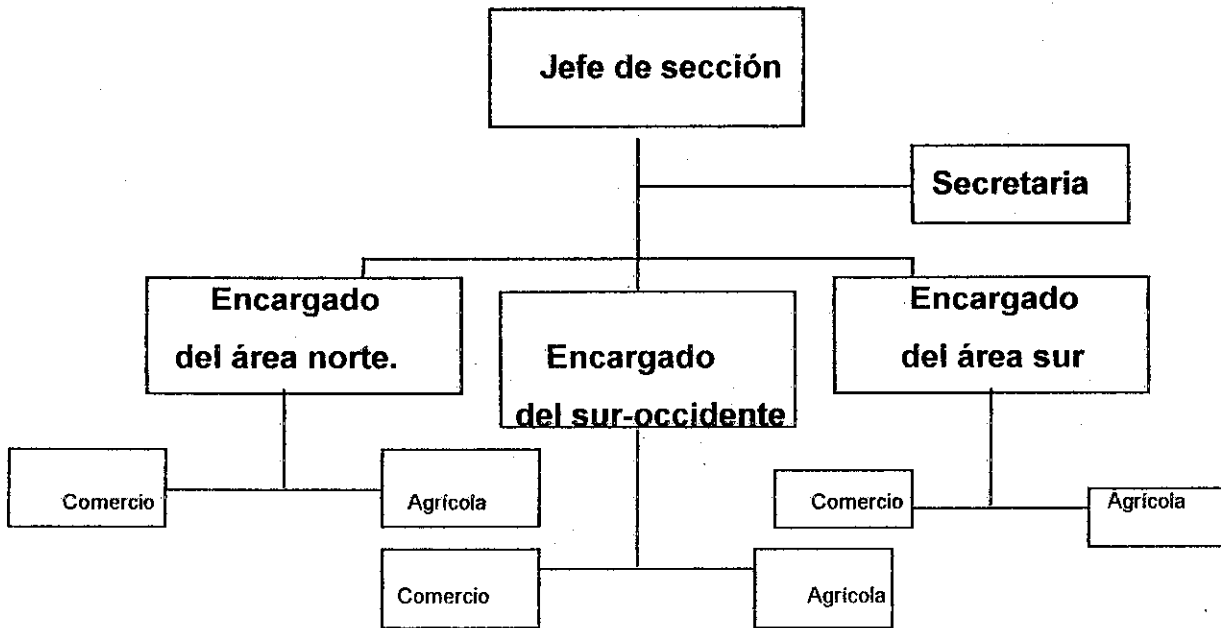 Jefe de sección
Secretaria
Encargado
del área norte.
Encargado
del sur-occidente
Encargado
del área sur
Comercio
Agrícola
Comercio
Agrícola
Comercio
Agrícola